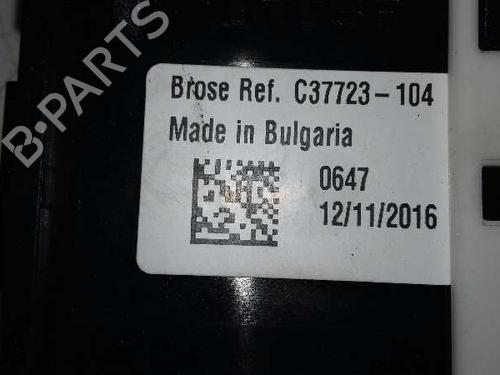 Brose Ref. C37723-104
Made in Bulgaria
0647
12/11/2016
B-PARTS